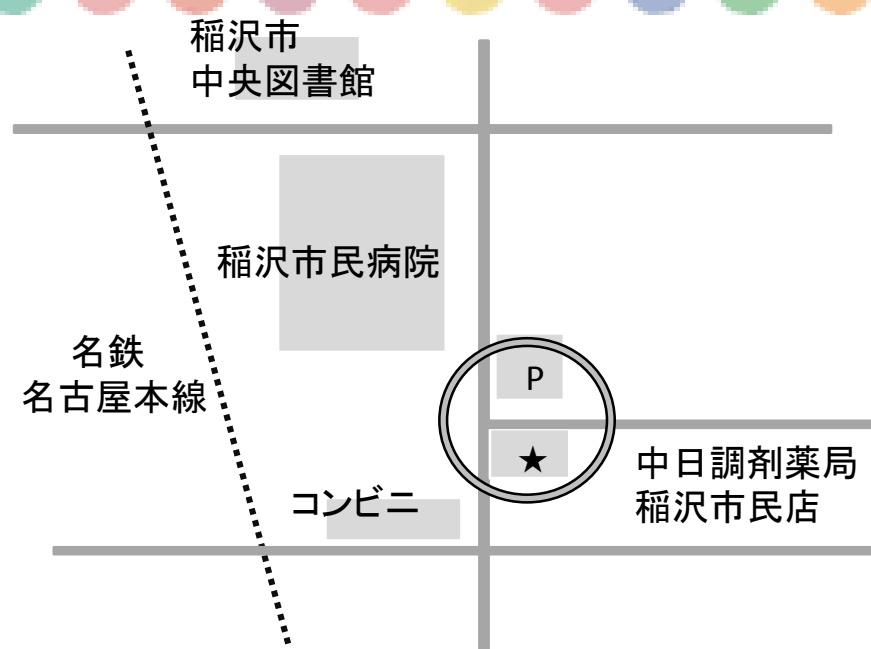 稲沢市
中央図書館
稲沢市民病院
名鉄
名古屋本線
P
★
中日調剤薬局
稲沢市民店
コンビニ